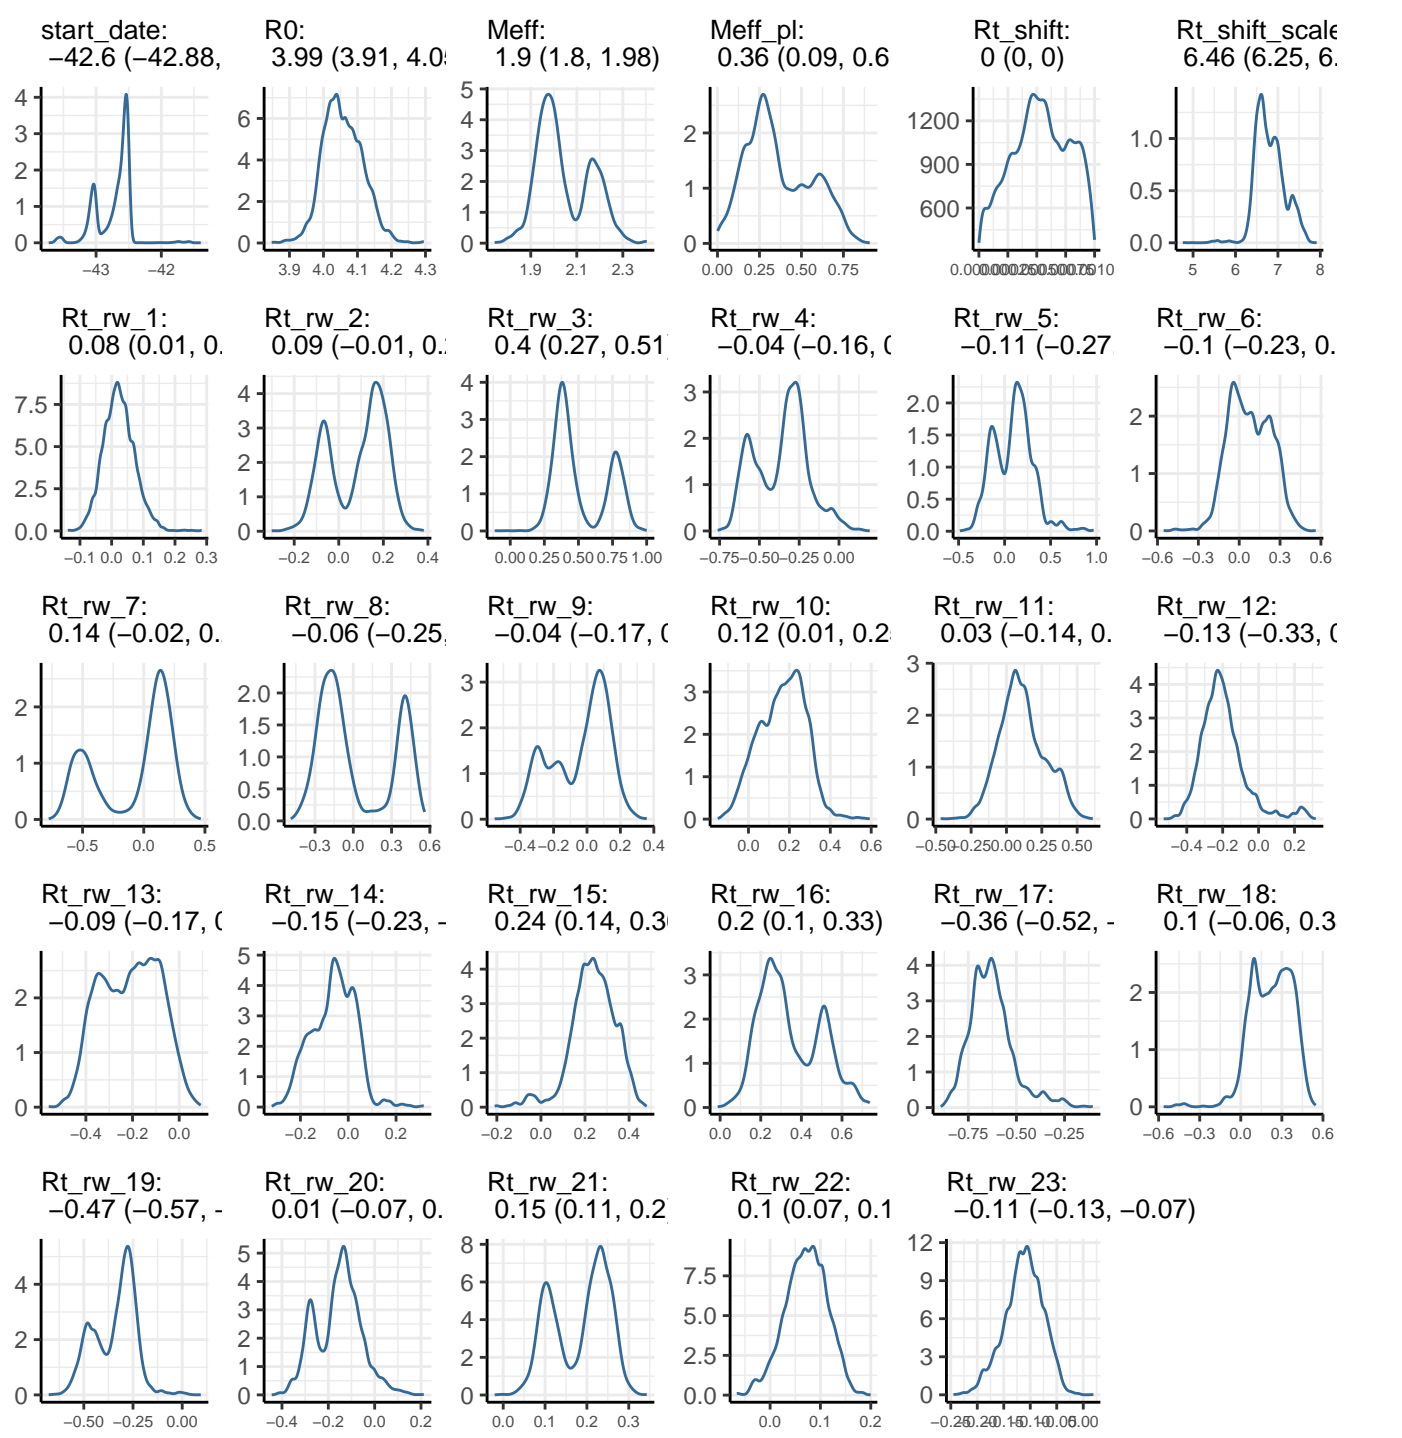 start_date: R0: Meff: Meff_pl: Rt_shift: Rt_shift_scale
−42.6 (−42.88, 3.99 (3.91, 4.05 1.9 (1.8, 1.98) 0.36 (0.09, 0.6 0 (0, 0) 6.46 (6.25, 6.
4 3 2 1 0 6 4 2 0 5 4 3 2 1 0 2 1 0 1200 900 600 1.0 0.5 0.0
−43 −42 3.9 4.0 4.1 4.2 4.3 1.9 2.1 2.3 0.00 0.25 0.50 0.75 5 6 7 8
Rt_rw_1: Rt_rw_2: Rt_rw_3: Rt_rw_4: Rt_rw_5: Rt_rw_6:
0.08 (0.01, 0. 0.09 (−0.01, 0. 0.4 (0.27, 0.51) −0.04 (−0.16, 0 −0.11 (−0.27, −0.1 (−0.23, 0.
7.5 5.0 2.5 0.0 4 3 2 1 0 4 3 2 1 0 3 2 1 0 2.0 1.5 1.0 0.5 0.0 2 1 0
−0.1 0.0 0.1 0.2 0.3 −0.2 0.0 0.2 0.4 0.00 0.25 0.50 0.75 1.00 −0.75 −0.50 −0.25 0.00 −0.5 0.0 0.5 1.0 −0.6 −0.3 0.0 0.3 0.6
Rt_rw_7: Rt_rw_8: Rt_rw_9: Rt_rw_10: Rt_rw_11: Rt_rw_12:
0.14 (−0.02, 0. −0.06 (−0.25, −0.04 (−0.17, 0 0.12 (0.01, 0.2 0.03 (−0.14, 0. −0.13 (−0.33, 0
2 1 0 2.0 1.5 1.0 0.5 0.0 3 2 1 0 3 2 1 0 3 2 1 0 4 3 2 1 0
−0.5 0.0 0.5 −0.3 0.0 0.3 0.6 −0.4 −0.2 0.0 0.2 0.4 0.0 0.2 0.4 0.6 −0.50 −0.25 0.00 0.25 0.50 −0.4 −0.2 0.0 0.2
Rt_rw_13: Rt_rw_14: Rt_rw_15: Rt_rw_16: Rt_rw_17: Rt_rw_18:
−0.09 (−0.17, 0 −0.15 (−0.23, − 0.24 (0.14, 0.3 0.2 (0.1, 0.33) −0.36 (−0.52, − 0.1 (−0.06, 0.3
2 1 0 5 4 3 2 1 0 4 3 2 1 0 3 2 1 0 4 3 2 1 0 2 1 0
−0.4 −0.2 0.0 −0.2 0.0 0.2 −0.2 0.0 0.2 0.4 0.0 0.2 0.4 0.6 −0.75 −0.50 −0.25 −0.6 −0.3 0.0 0.3 0.6
Rt_rw_19: Rt_rw_20: Rt_rw_21: Rt_rw_22: Rt_rw_23:
−0.47 (−0.57, − 0.01 (−0.07, 0. 0.15 (0.11, 0.2 0.1 (0.07, 0.1 −0.11 (−0.13, −0.07)
4 2 0 5 4 3 2 1 0 8 6 4 2 0 7.5 5.0 2.5 0.0 12 9 6 3 0
−0.50 −0.25 0.00 −0.4 −0.2 0.0 0.2 0.0 0.1 0.2 0.3 0.0 0.1 0.2 −0.25 −0.20 −0.15 −0.10 −0.05 0.00